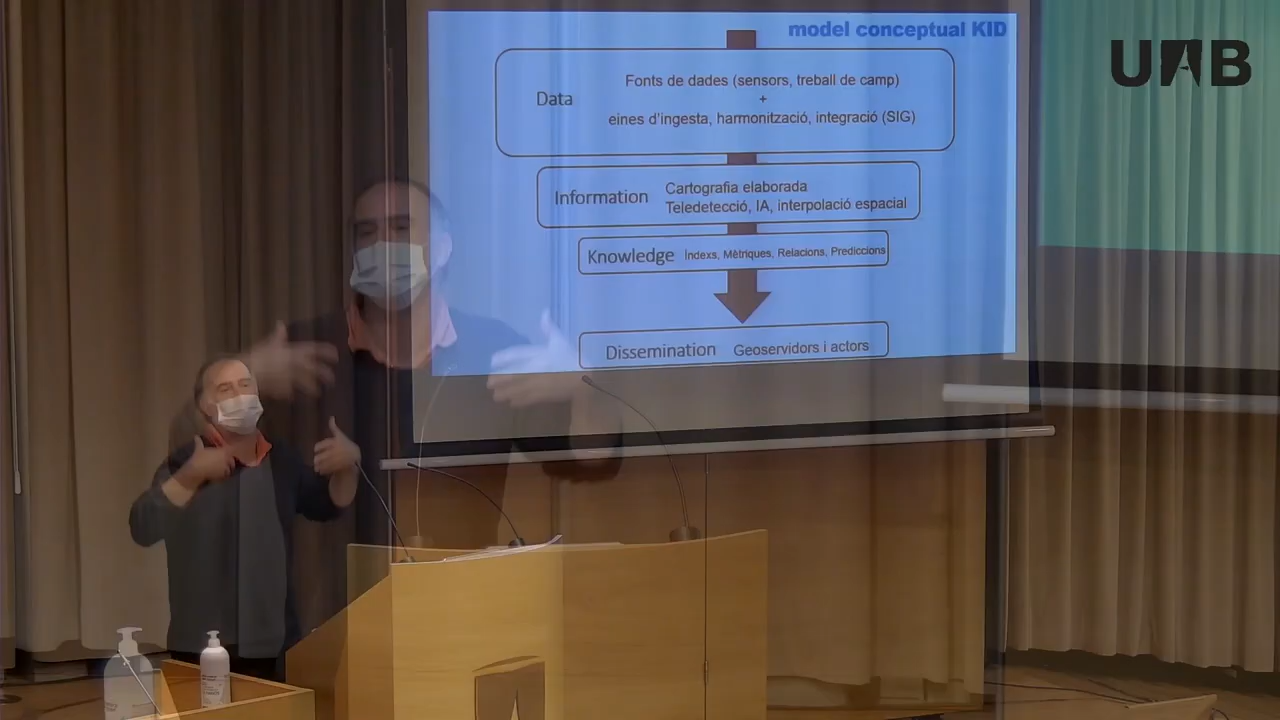 model conceptual KID
UAB
Data
Fonts de dades (sensors, treball de camp)
+
eines d'ingesta, harmonització, integració (SIG)
Information
Cartografia elaborada
Teledetecció, IA, interpolació espacial
Knowledge
Índexs, Mètriques, Relacions, Prediccions
Dissemination
Geoservidors i actors